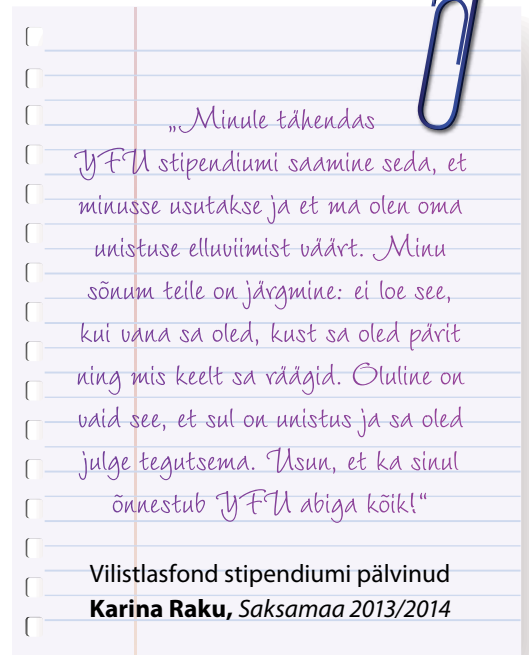 „Minule tähendas
YFU stipendiumi saamine seda, et
minusse usutakse ja et ma olen oma
unistuse elluviimist väärt. Minu
sõnum teile on järgmine: ei loe see,
kui vana sa oled, kust sa oled pärit
ning mis keelt sa räägid. Oluline on
vaid see, et sul on unistus ja sa oled
julge tegutsema. Usun, et ka sinul
õnnestub YFU abiga kõik!“
Vilistlasfond stipendiumi pälvinud
Karina Raku, Saksamaa 2013/2014